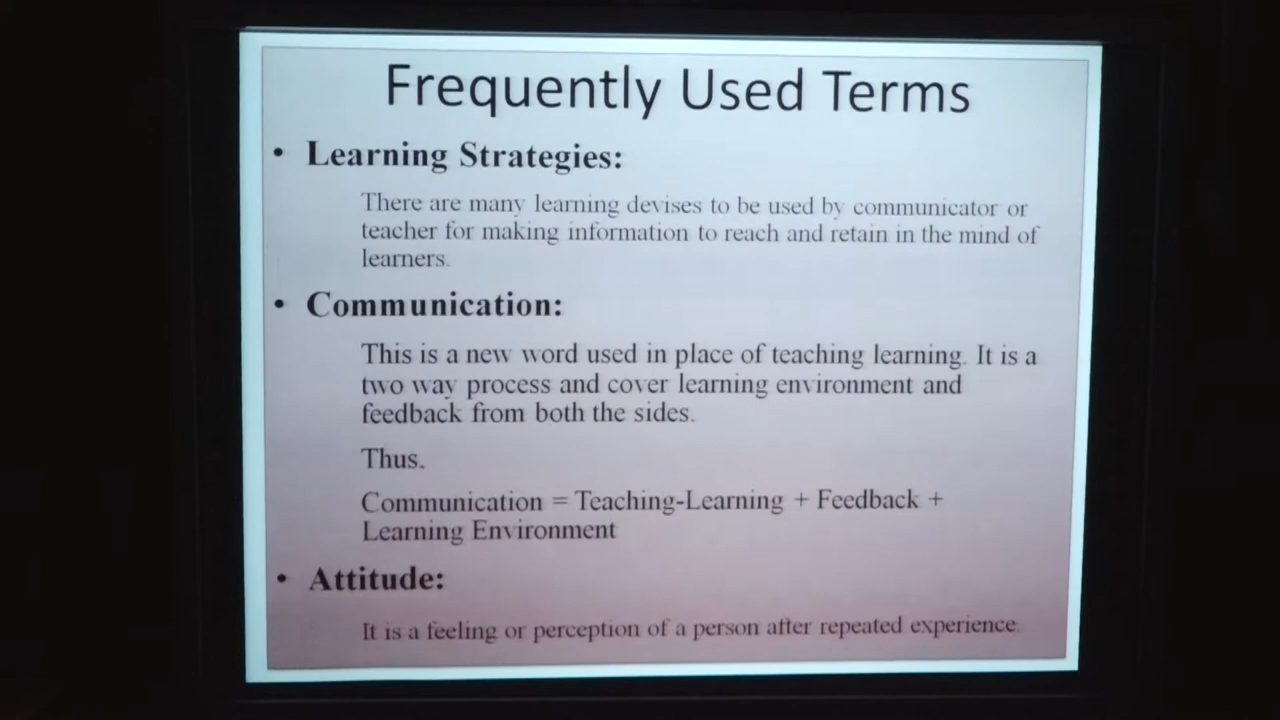 Frequently Used Terms
• Learning Strategies:
There are many learning devises to be used by communicator or
teacher for making information to reach and retain in the mind of
learners.
• Communication:
This is a new word used in place of teaching learning. It is a
two way process and cover learning environment and
feedback from both the sides.
Thus.
Communication = Teaching-Learning + Feedback +
Learning Environment
• Attitude:
It is a feeling or perception of a person after repeated experience.